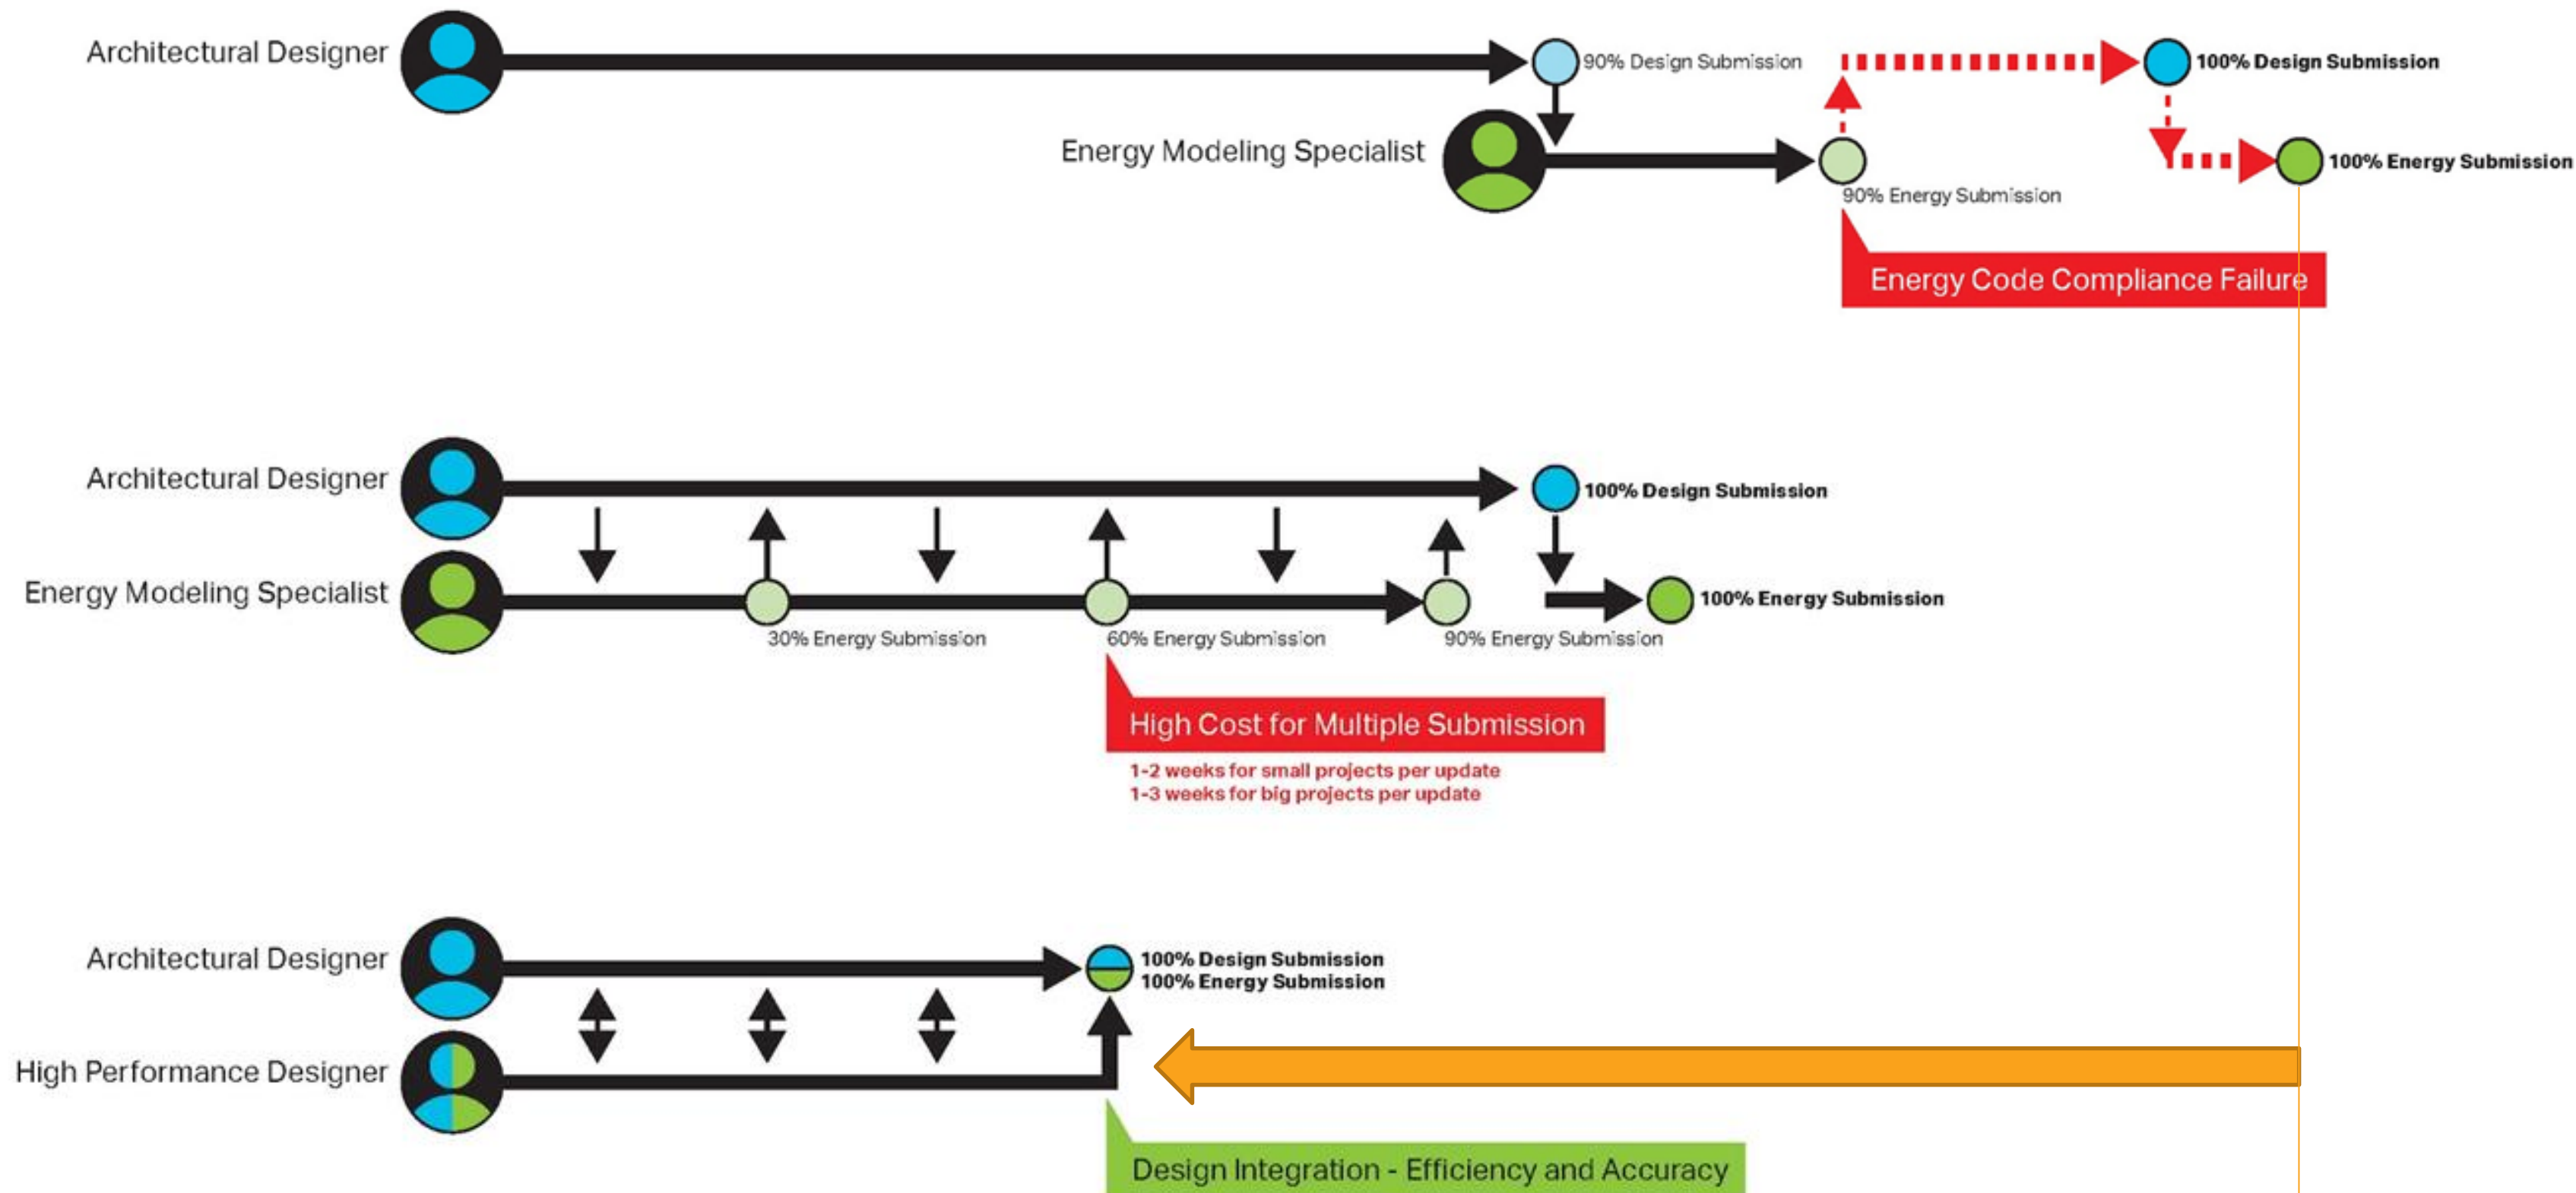 Architectural Designer
90% Design Submission
100% Design Submission
Energy Modeling Specialist
100% Energy Submission
90% Energy Submission
Energy Code Compliance Failure
Architectural Designer
100% Design Submission
Energy Modeling Specialist
100% Energy Submission
30% Energy Submission
60% Energy Submission
90% Energy Submission
High Cost for Multiple Submission
1-2 weeks for small projects per update
1-3 weeks for big projects per update
Architectural Designer
100% Design Submission
100% Energy Submission
High Performance Designer
Design Integration - Efficiency and Accuracy